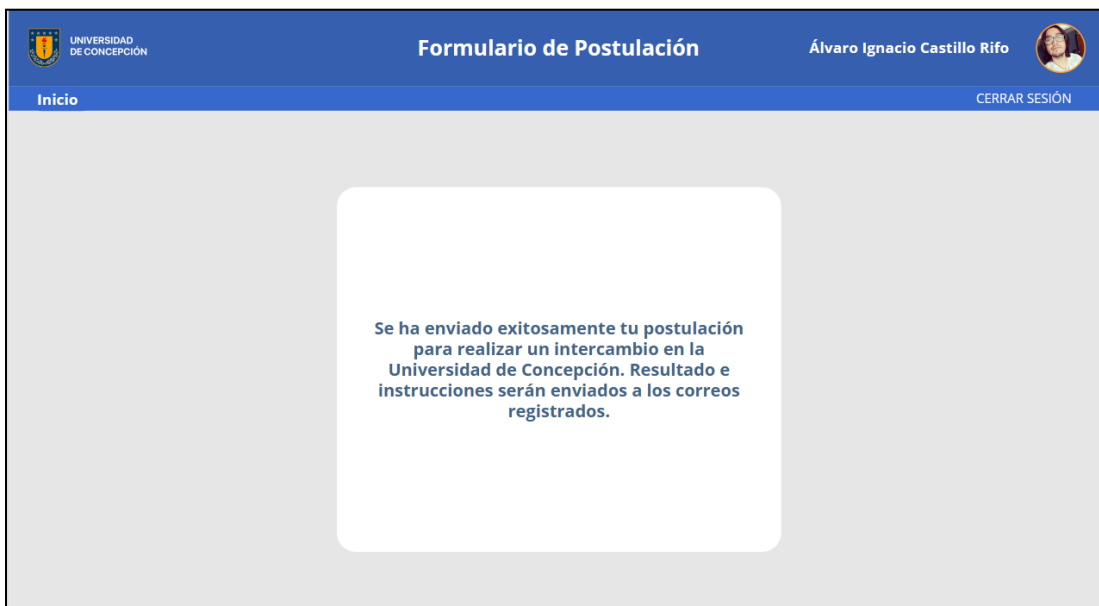 UNIVERSIDAD
DE CONCEPCIÓN
Formulario de Postulación
Álvaro Ignacio Castillo Rifo
Inicio
CERRAR SESIÓN
Se ha enviado exitosamente tu postulación
para realizar un intercambio en la
Universidad de Concepción. Resultado e
instrucciones serán enviados a los correos
registrados.